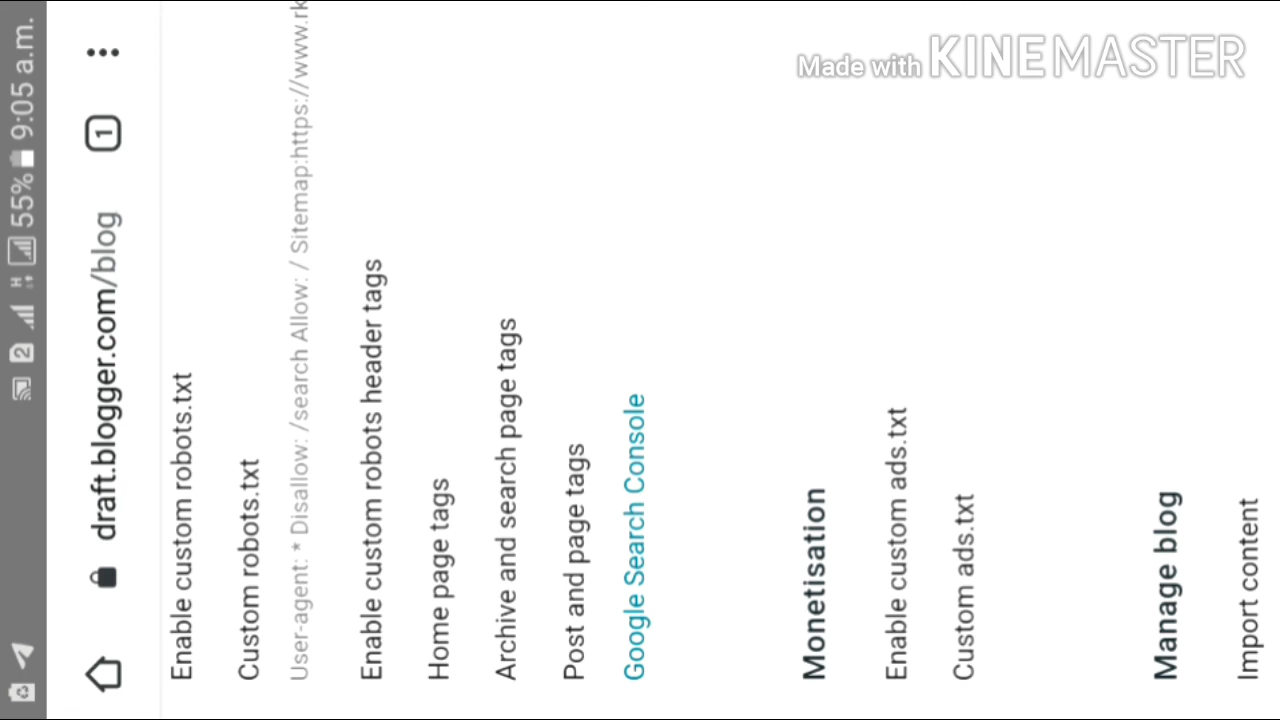 9:05 a.m.
55%
H
2
draft.blogger.com/blog
1
Enable custom robots.txt
Custom robots.txt
User-agent: * Disallow: /search Allow: / Sitemap:https://www.rk
Enable custom robots header tags
Home page tags
Archive and search page tags
Post and page tags
Google Search Console
Monetisation
Enable custom ads.txt
Custom ads.txt
Manage blog
Import content
Made with KINEMASTER